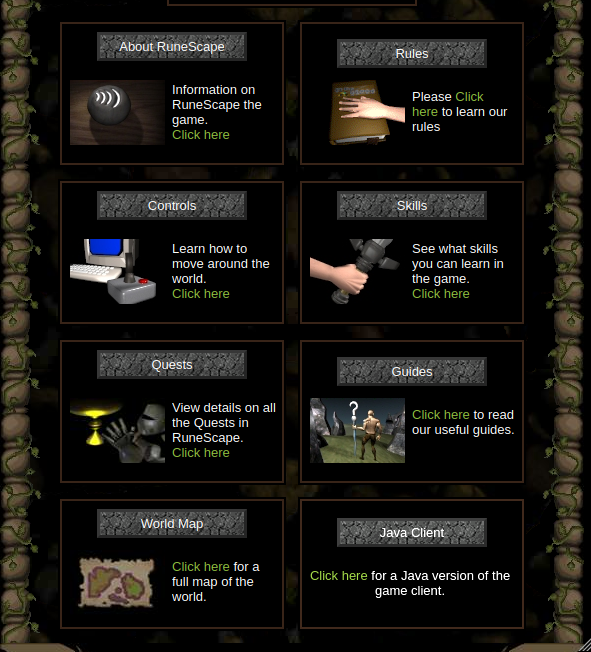 About RuneScape
Information on
RuneScape the
game.
Click here
Rules
Please Click
here to learn our
rules
Controls
Learn how to
move around the
world.
Click here
Skills
See what skills
you can learn in
the game.
Click here
Quests
View details on all
the Quests in
RuneScape.
Click here
Guides
Click here to read
our useful guides.
World Map
Click here for a
full map of the
world.
Java Client
Click here for a Java version of the
game client.